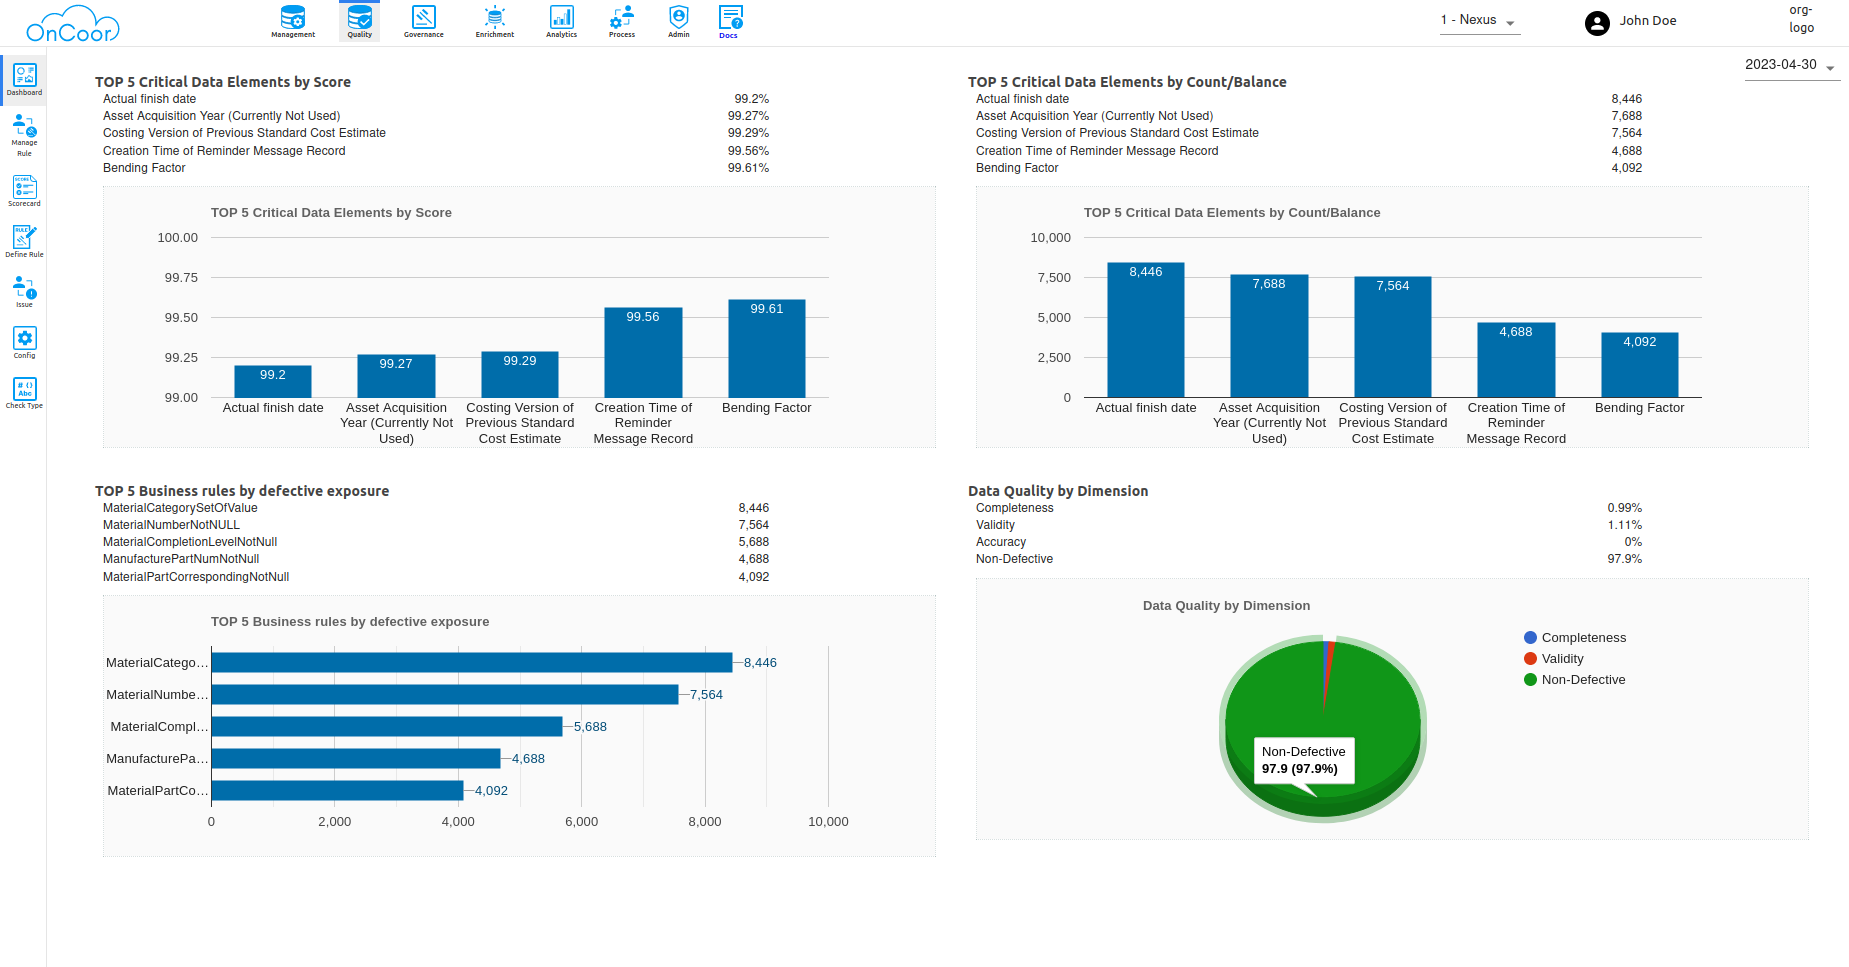 OnCoor
Management
Quality
Governance
Enrichment
Analytics
Process
Admin
Docs
1 - Nexus
John Doe
org-
logo
Dashboard
Manage
Rule
SCORE
Scorecard
RULE
Define Rule
Issue
Config
# ()
Abc
Check Type
2023-04-30
TOP 5 Critical Data Elements by Score
Actual finish date 99.2%
Asset Acquisition Year (Currently Not Used) 99.27%
Costing Version of Previous Standard Cost Estimate 99.29%
Creation Time of Reminder Message Record 99.56%
Bending Factor 99.61%
TOP 5 Critical Data Elements by Score
100.00
99.75
99.50
99.25
99.00
99.2
99.27
99.29
99.56
99.61
Actual finish date
Asset Acquisition
Year (Currently Not
Used)
Costing Version of
Previous Standard
Cost Estimate
Creation Time of
Reminder
Message Record
Bending Factor
TOP 5 Critical Data Elements by Count/Balance
Actual finish date 8,446
Asset Acquisition Year (Currently Not Used) 7,688
Costing Version of Previous Standard Cost Estimate 7,564
Creation Time of Reminder Message Record 4,688
Bending Factor 4,092
TOP 5 Critical Data Elements by Count/Balance
10,000
7,500
5,000
2,500
0
8,446
7,688
7,564
4,688
4,092
Actual finish date
Asset Acquisition
Year (Currently Not
Used)
Costing Version of
Previous Standard
Cost Estimate
Creation Time of
Reminder
Message Record
Bending Factor
TOP 5 Business rules by defective exposure
MaterialCategorySetOfValue 8,446
MaterialNumberNotNULL 7,564
MaterialCompletionLevelNotNull 5,688
ManufacturePartNumNotNull 4,688
MaterialPartCorrespondingNotNull 4,092
TOP 5 Business rules by defective exposure
MaterialCatego... 8,446
MaterialNumbe... 7,564
MaterialCompl... 5,688
ManufacturePa... 4,688
MaterialPartCo... 4,092
0 2,000 4,000 6,000 8,000 10,000
Data Quality by Dimension
Completeness 0.99%
Validity 1.11%
Accuracy 0%
Non-Defective 97.9%
Data Quality by Dimension
Completeness
Validity
Non-Defective
Non-Defective
97.9 (97.9%)